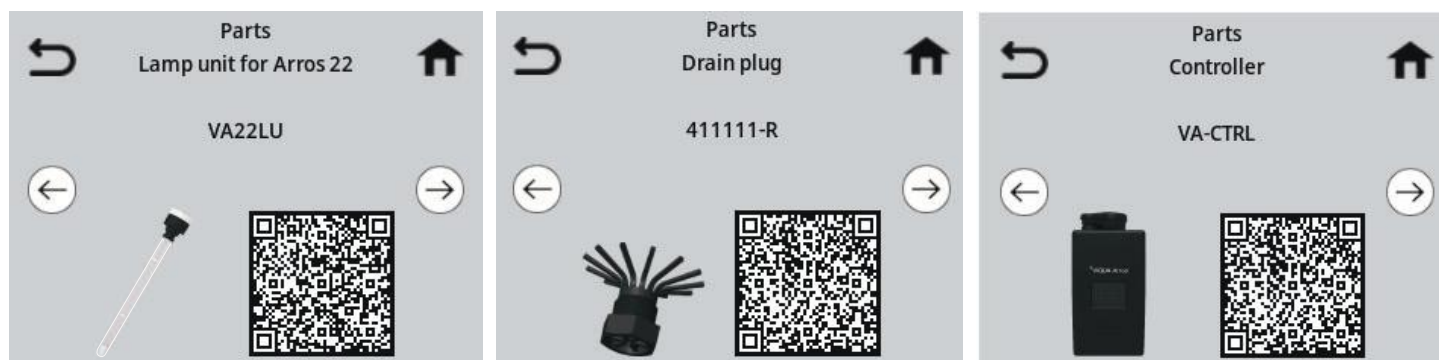 Parts
Lamp unit for Arros 22
VA22LU
Parts
Drain plug
411111-R
Parts
Controller
VA-CTRL